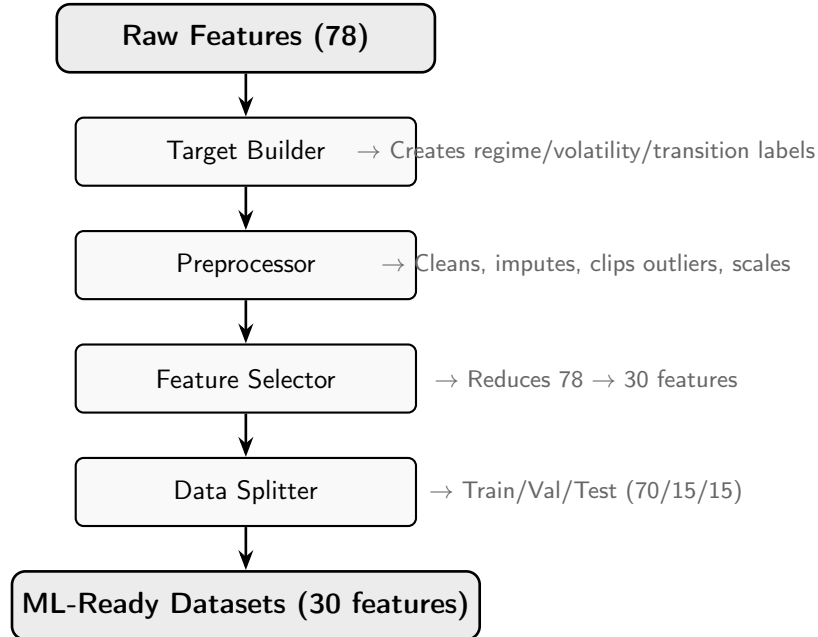 Raw Features (78)
Target Builder → Creates regime/volatility/transition labels
Preprocessor → Cleans, imputes, clips outliers, scales
Feature Selector → Reduces 78 → 30 features
Data Splitter → Train/Val/Test (70/15/15)
ML-Ready Datasets (30 features)